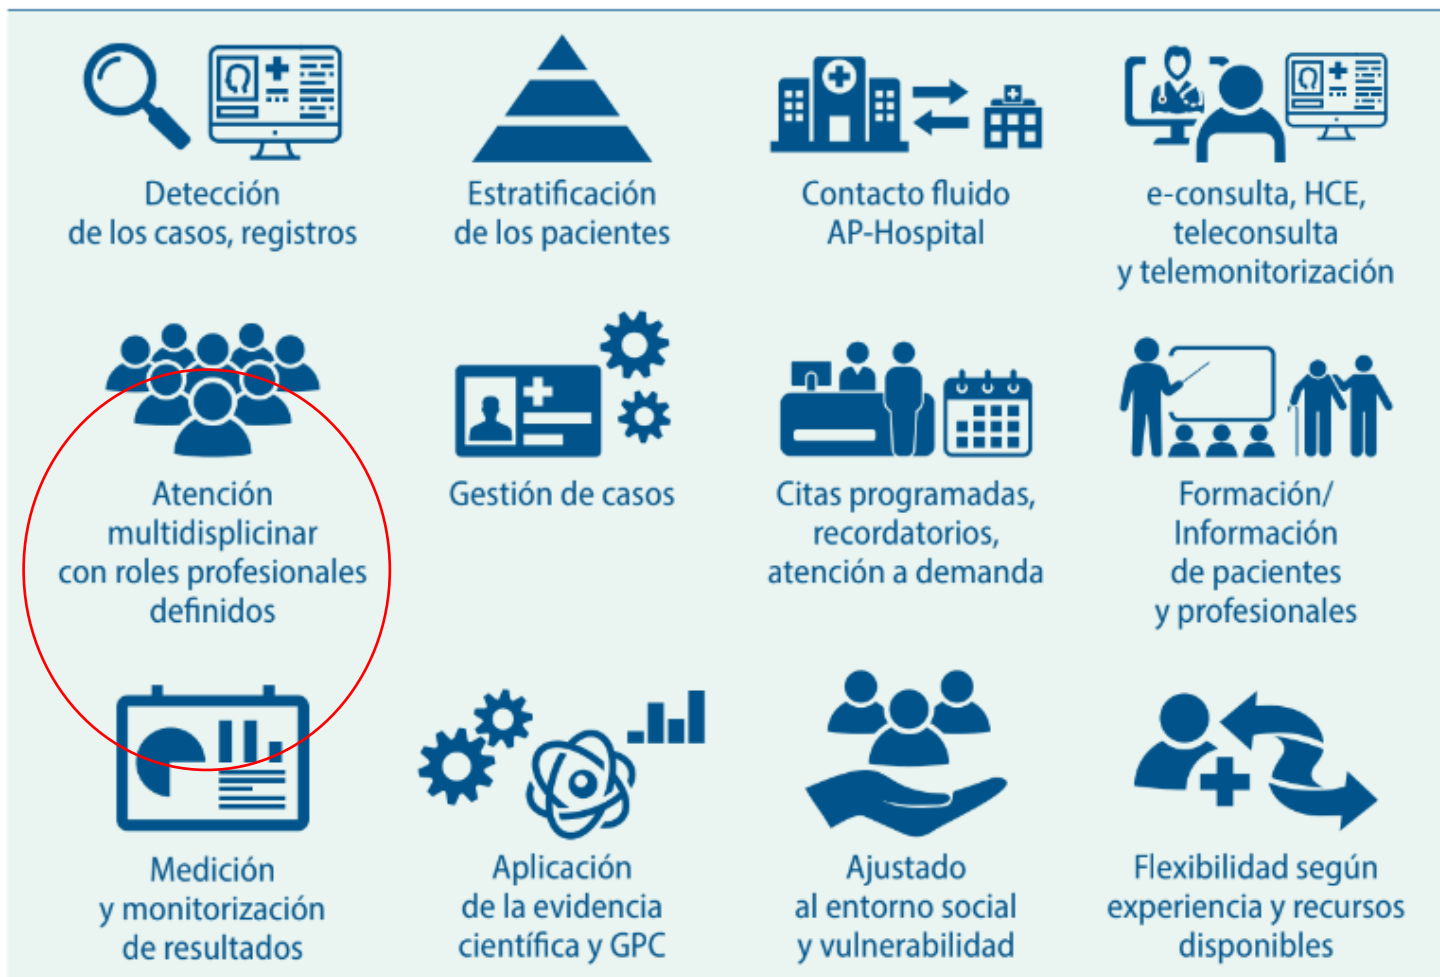 Detección
de los casos, registros
Estratificación
de los pacientes
Contacto fluido
AP-Hospital
e-consulta, HCE,
teleconsulta
y telemonitorización
Atención
multidisplicinar
con roles profesionales
definidos
Gestión de casos
Citas programadas,
recordatorios,
atención a demanda
Formación/
Información
de pacientes
y profesionales
Medición
y monitorización
de resultados
Aplicación
de la evidencia
científica y GPC
Ajustado
al entorno social
y vulnerabilidad
Flexibilidad según
experiencia y recursos
disponibles